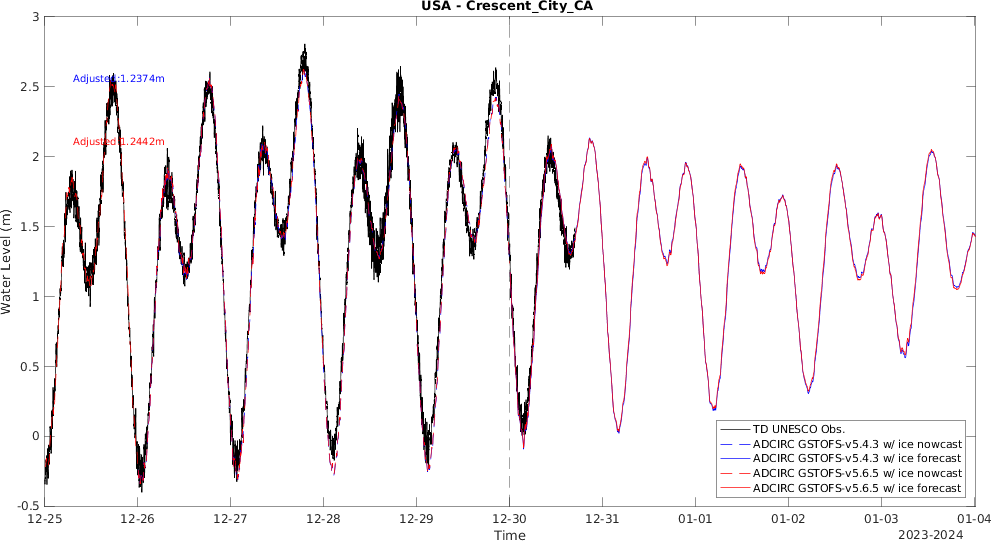 USA - Crescent_City_CA
3
2.5
2
1.5
1
0.5
0
-0.5
Water Level (m)
Adjusted:1.2374m
Adjusted:1.2442m
TD UNESCO Obs.
ADCIRC GSTOFS-v5.4.3 w/ ice nowcast
ADCIRC GSTOFS-v5.4.3 w/ ice forecast
ADCIRC GSTOFS-v5.6.5 w/ ice nowcast
ADCIRC GSTOFS-v5.6.5 w/ ice forecast
12-25 12-26 12-27 12-28 12-29 12-30 12-31 01-01 01-02 01-03 01-04
Time
2023-2024